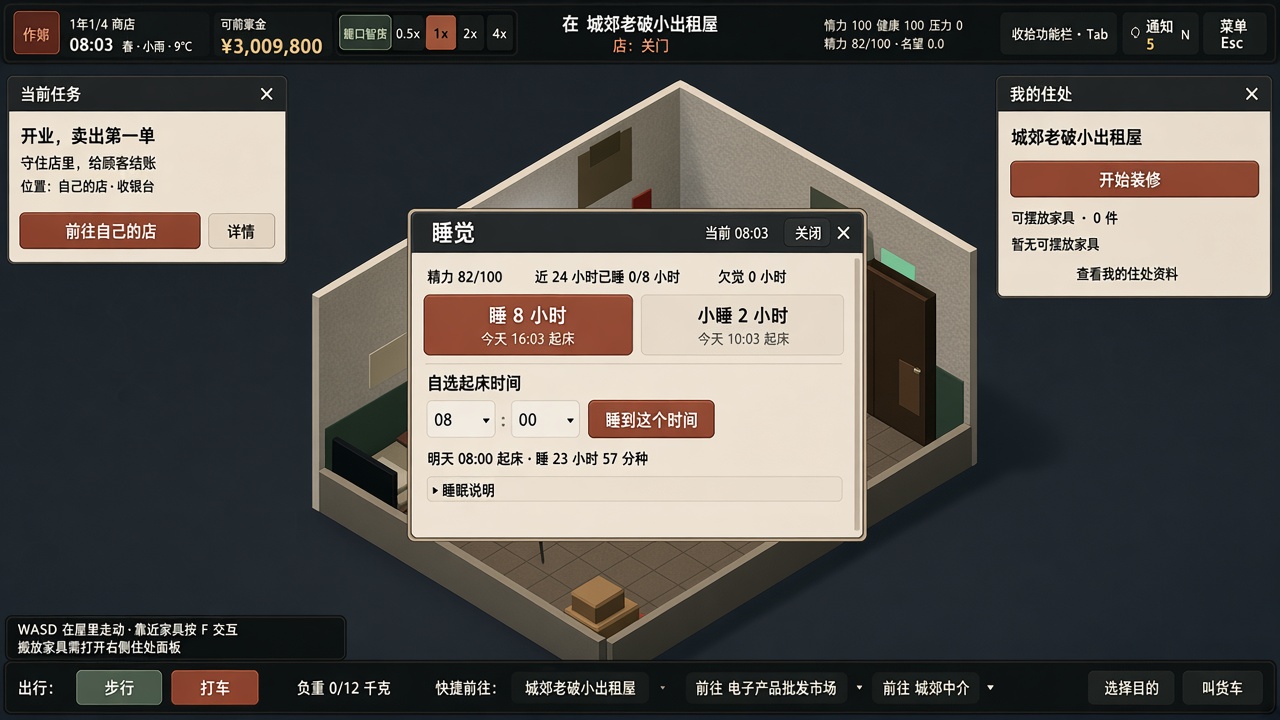 1年1/4 商店
08:03 春·小雨·9℃
¥3,009,800
0.5x 1x 2x 4x
在 城郊老破小出租屋
店：关门
健康 100 压力 0
精力 82/100 · 名望 0.0
收拾功能栏 · Tab
通知
5
N
菜单
Esc
当前任务
开业，卖出第一单
守住店里，给顾客结账
位置：自己的店·收银台
前往自己的店
详情
我的住处
城郊老破小出租屋
开始装修
可摆放家具 · 0 件
暂无可摆放家具
查看我的住处资料
睡觉
当前 08:03
关闭
精力 82/100 近 24 小时已睡 0/8 小时 欠觉 0 小时
睡 8 小时
今天 16:03 起床
小睡 2 小时
今天 10:03 起床
自选起床时间
08 : 00 睡到这个时间
明天 08:00 起床 · 睡 23 小时 57 分种
睡眠说明
WASD 在屋里走动 · 靠近家具按 F 交互
搬放家具需打开右侧住处面板
出行： 步行 打车 负重 0/12 千克 快捷前往： 城郊老破小出租屋 前往 电子产品批发市场 前往 城郊中介 选择目的 叫货车